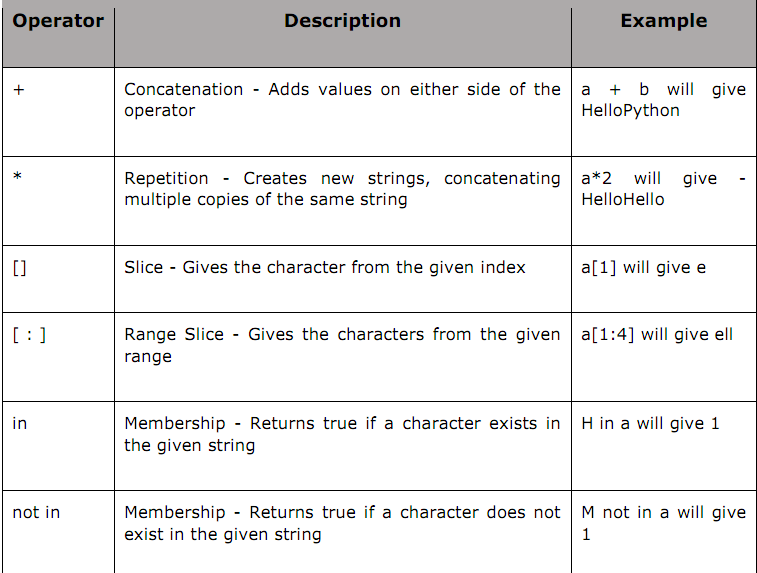 Operator Description Example
+ Concatenation - Adds values on either side of the a + b will give
operator HelloPython
* Repetition - Creates new strings, concatenating a*2 will give -
multiple copies of the same string HelloHello
[] Slice - Gives the character from the given index a[1] will give e
[ : ] Range Slice - Gives the characters from the given a[1:4] will give ell
range
in Membership - Returns true if a character exists in H in a will give 1
the given string
not in Membership - Returns true if a character does not M not in a will give
exist in the given string 1